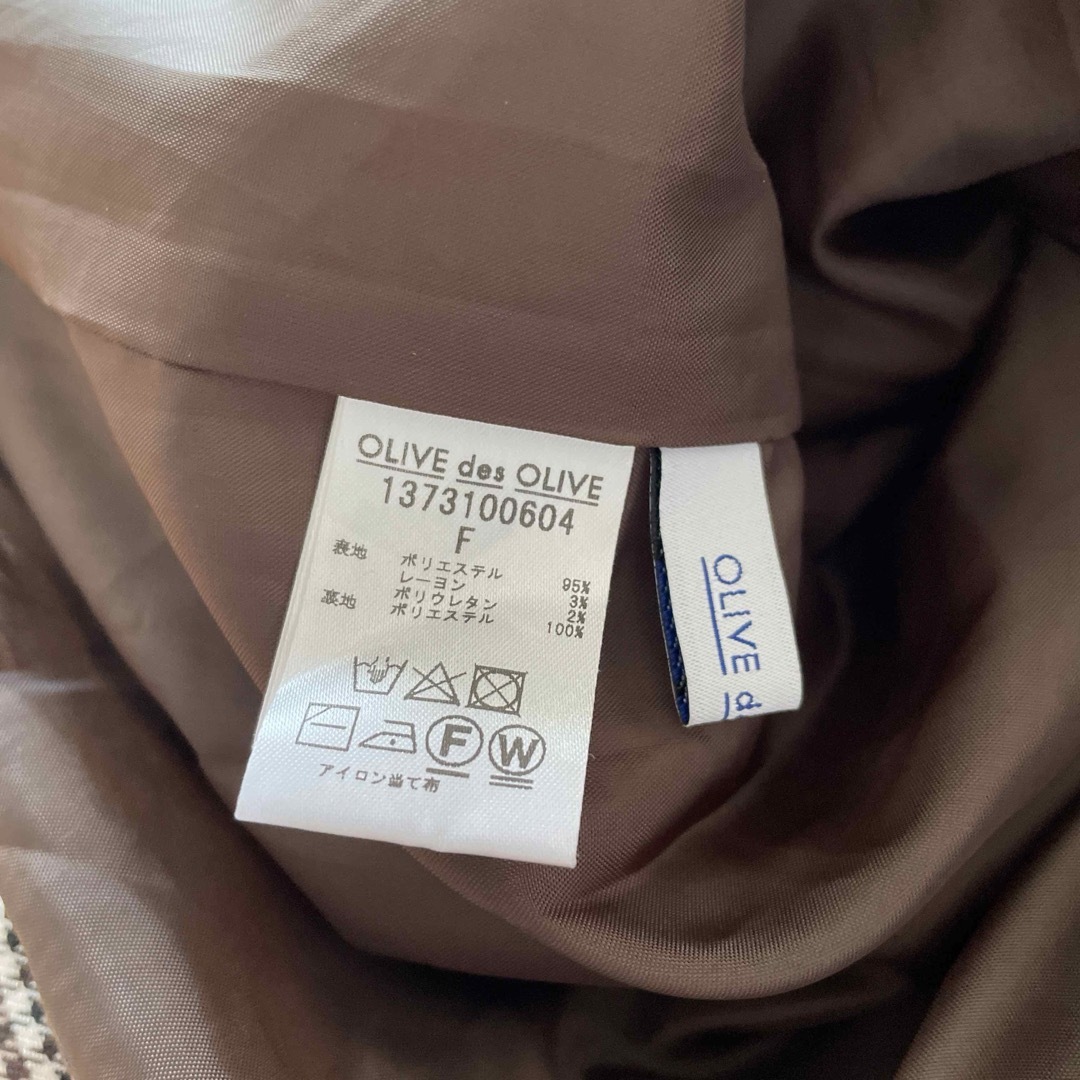 OLIVE des OLIVE
1373100604
F
表地 ポリエステル 95%
レーヨン 3%
ポリウレタン 2%
裏地 ポリエステル 100%
F W
アイロン当て布
OLIVE d